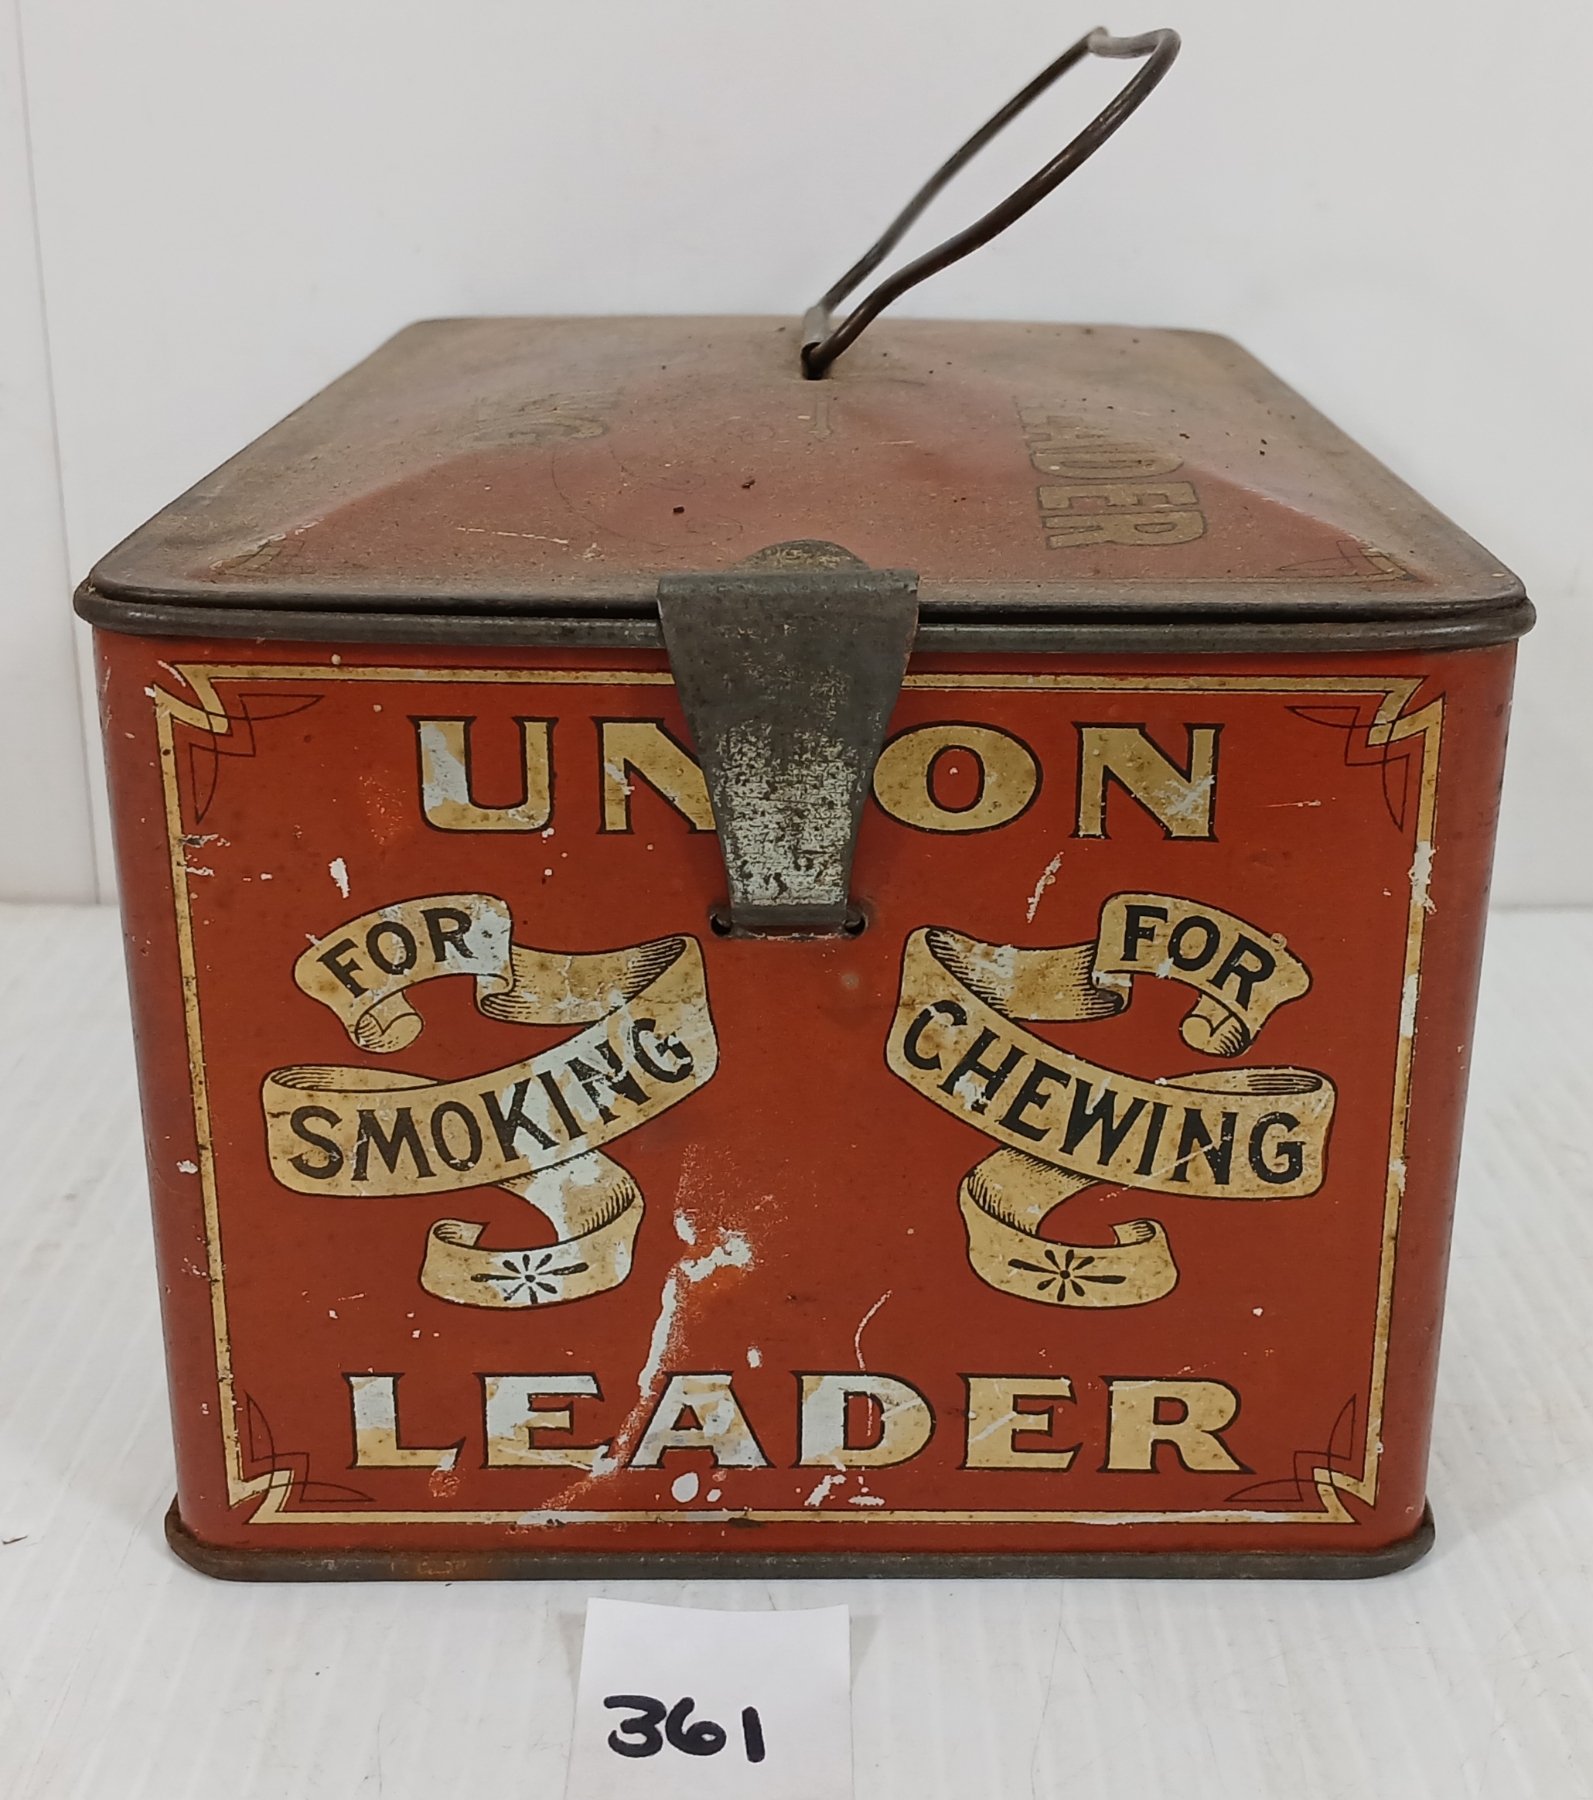 LEADER
UNION
FOR
SMOKING
FOR
CHEWING
LEADER
361